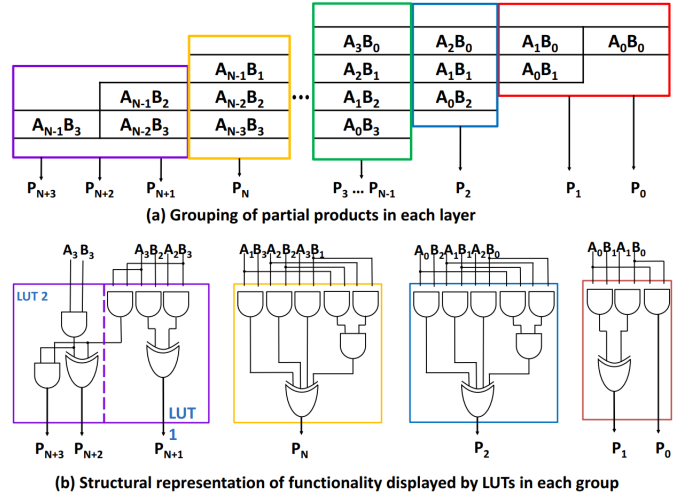 A3B0 A2B0 A1B0 A0B0
AN-1B1 A2B1 A1B1 A0B1
AN-1B2 AN-2B2 ... A1B2 A0B2
AN-1B3 AN-2B3 AN-3B3 A0B3
PN+3 PN+2 PN+1 PN P3 ... PN-1 P2 P1 P0
(a) Grouping of partial products in each layer
A3 B3 A3B2A2B3 A1B3A2B2A3B1 A0B2A1B1A2B0 A0B1A1B0
LUT 2
LUT
1
PN+3 PN+2 PN+1 PN P2 P1 P0
(b) Structural representation of functionality displayed by LUTs in each group